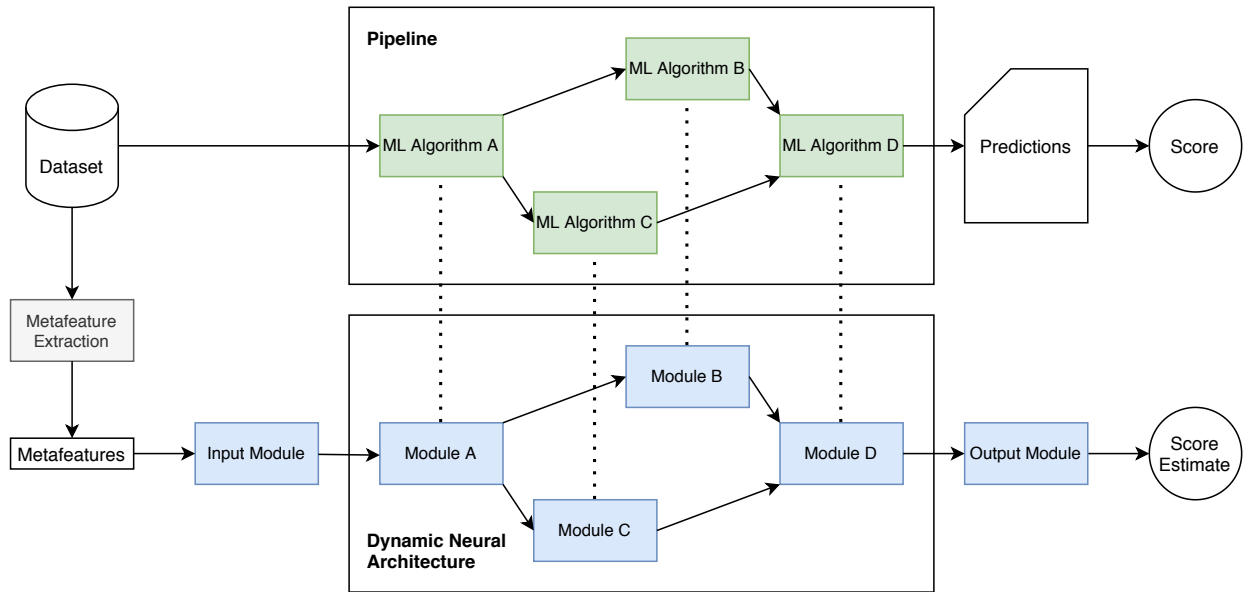 Pipeline
ML Algorithm B
Dataset
ML Algorithm A
ML Algorithm D
Predictions
Score
ML Algorithm C
Metafeature
Extraction
Module B
Metafeatures
Input Module
Module A
Module D
Output Module
Score
Estimate
Module C
Dynamic Neural
Architecture